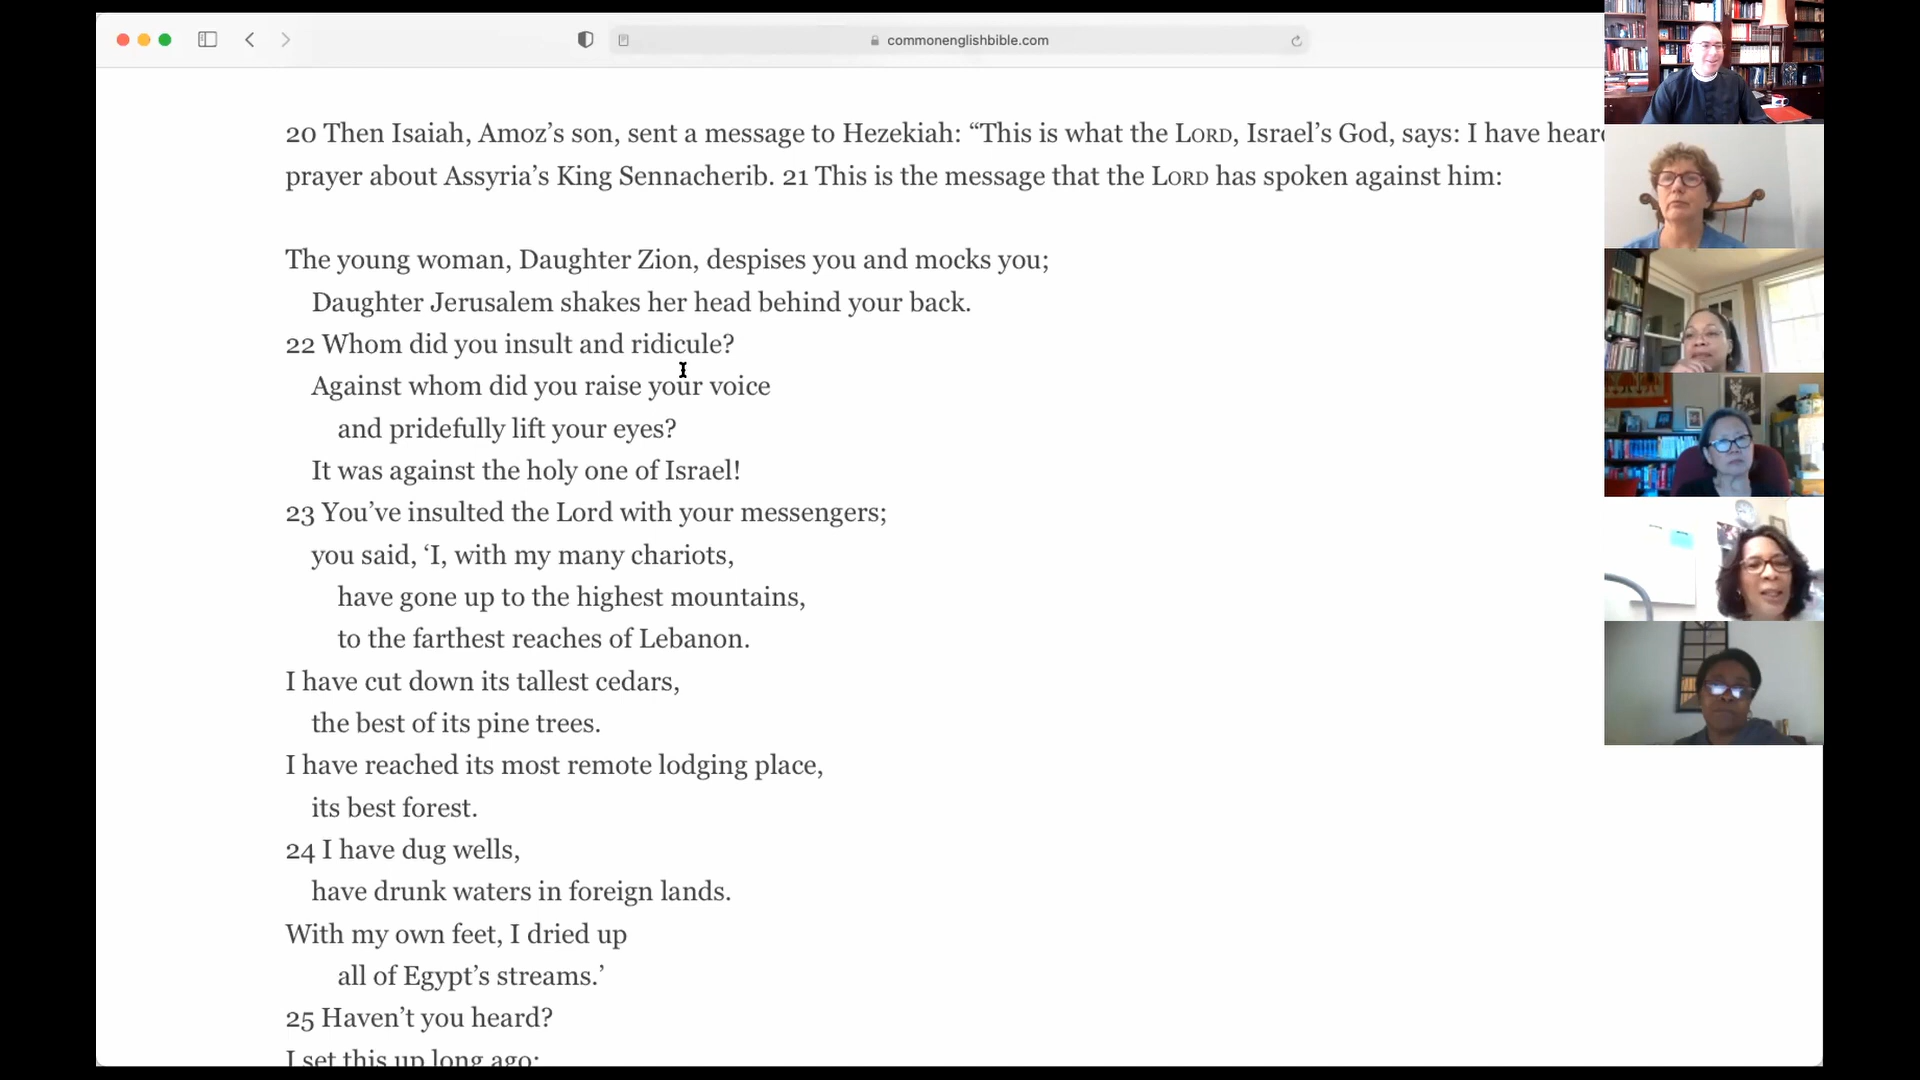 commonenglishbible.com
20 Then Isaiah, Amoz’s son, sent a message to Hezekiah: “This is what the LORD, Israel’s God, says: I have
prayer about Assyria’s King Sennacherib. 21 This is the message that the LORD has spoken against him:
The young woman, Daughter Zion, despises you and mocks you;
Daughter Jerusalem shakes her head behind your back.
22 Whom did you insult and ridicule?
Against whom did you raise your voice
and pridefully lift your eyes?
It was against the holy one of Israel!
23 You’ve insulted the Lord with your messengers;
you said, ‘I, with my many chariots,
have gone up to the highest mountains,
to the farthest reaches of Lebanon.
I have cut down its tallest cedars,
the best of its pine trees.
I have reached its most remote lodging place,
its best forest.
24 I have dug wells,
have drunk waters in foreign lands.
With my own feet, I dried up
all of Egypt’s streams.’
25 Haven’t you heard?
I set this up long ago;